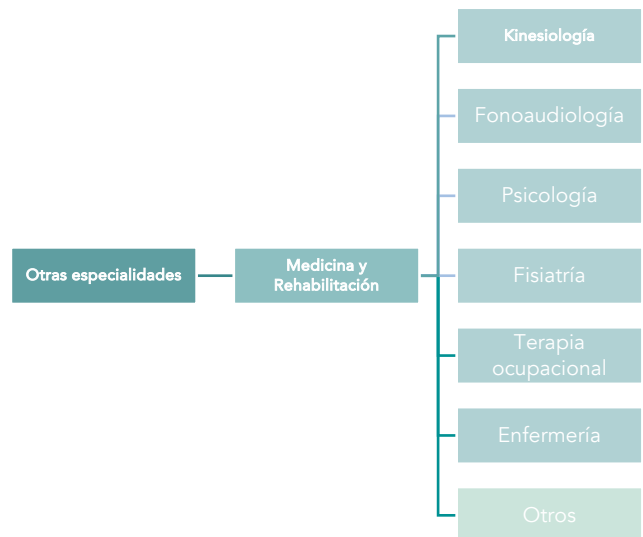 Otras especialidades
Medicina y
Rehabilitación
Kinesiología
Fonoaudiología
Psicología
Fisiatría
Terapia
ocupacional
Enfermería
Otros